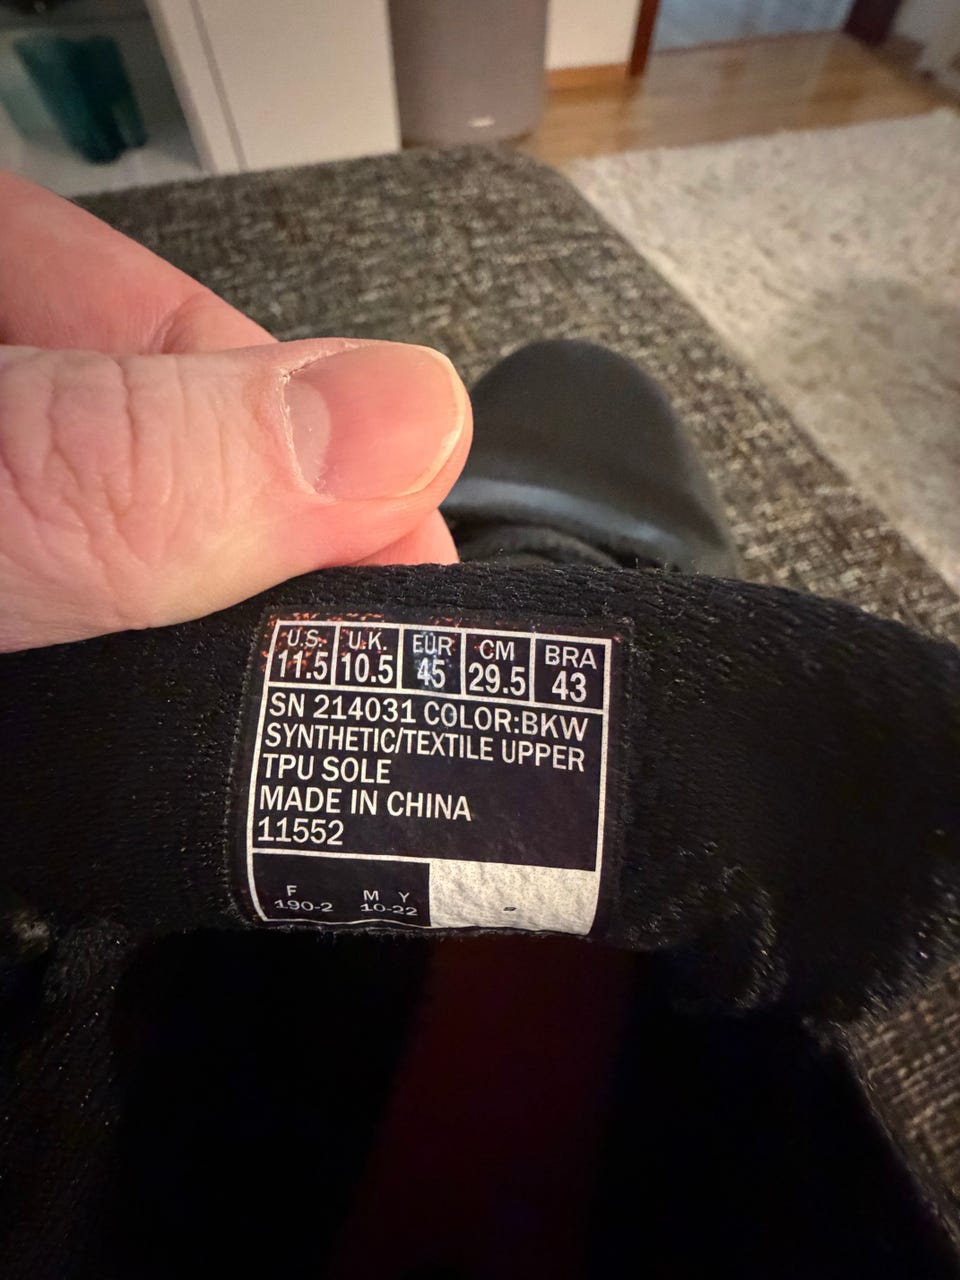 U.S. U.K. EUR CM BRA
11.5 10.5 45 29.5 43
SN 214031 COLOR:BKW
SYNTHETIC/TEXTILE UPPER
TPU SOLE
MADE IN CHINA
11552
F M Y
190-2 10-22